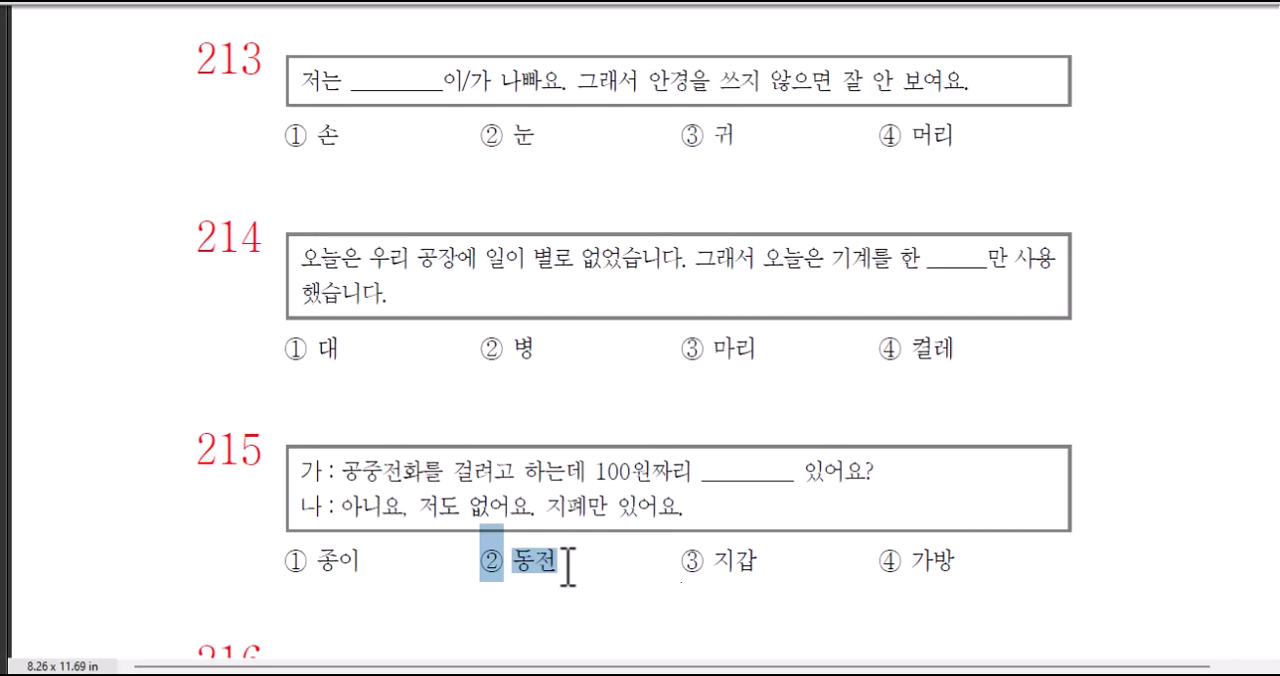 213
저는 ________이/가 나빠요. 그래서 안경을 쓰지 않으면 잘 안 보여요.
① 손 ② 눈 ③ 귀 ④ 머리
214
오늘은 우리 공장에 일이 별로 없었습니다. 그래서 오늘은 기계를 한 _____만 사용
했습니다.
① 대 ② 병 ③ 마리 ④ 켤레
215
가 : 공중전화를 걸려고 하는데 100원짜리 ________ 있어요?
나 : 아니요, 저도 없어요. 지폐만 있어요.
① 종이 ② 동전 ③ 지갑 ④ 가방
216
8.26 x 11.69 in